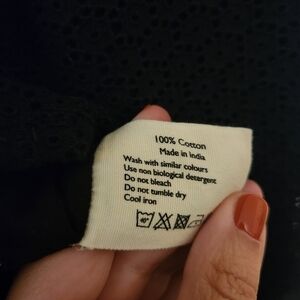 100% Cotton
Made in India
Wash with similar colours
Use non biological detergent
Do not bleach
Do not tumble dry
Cool iron